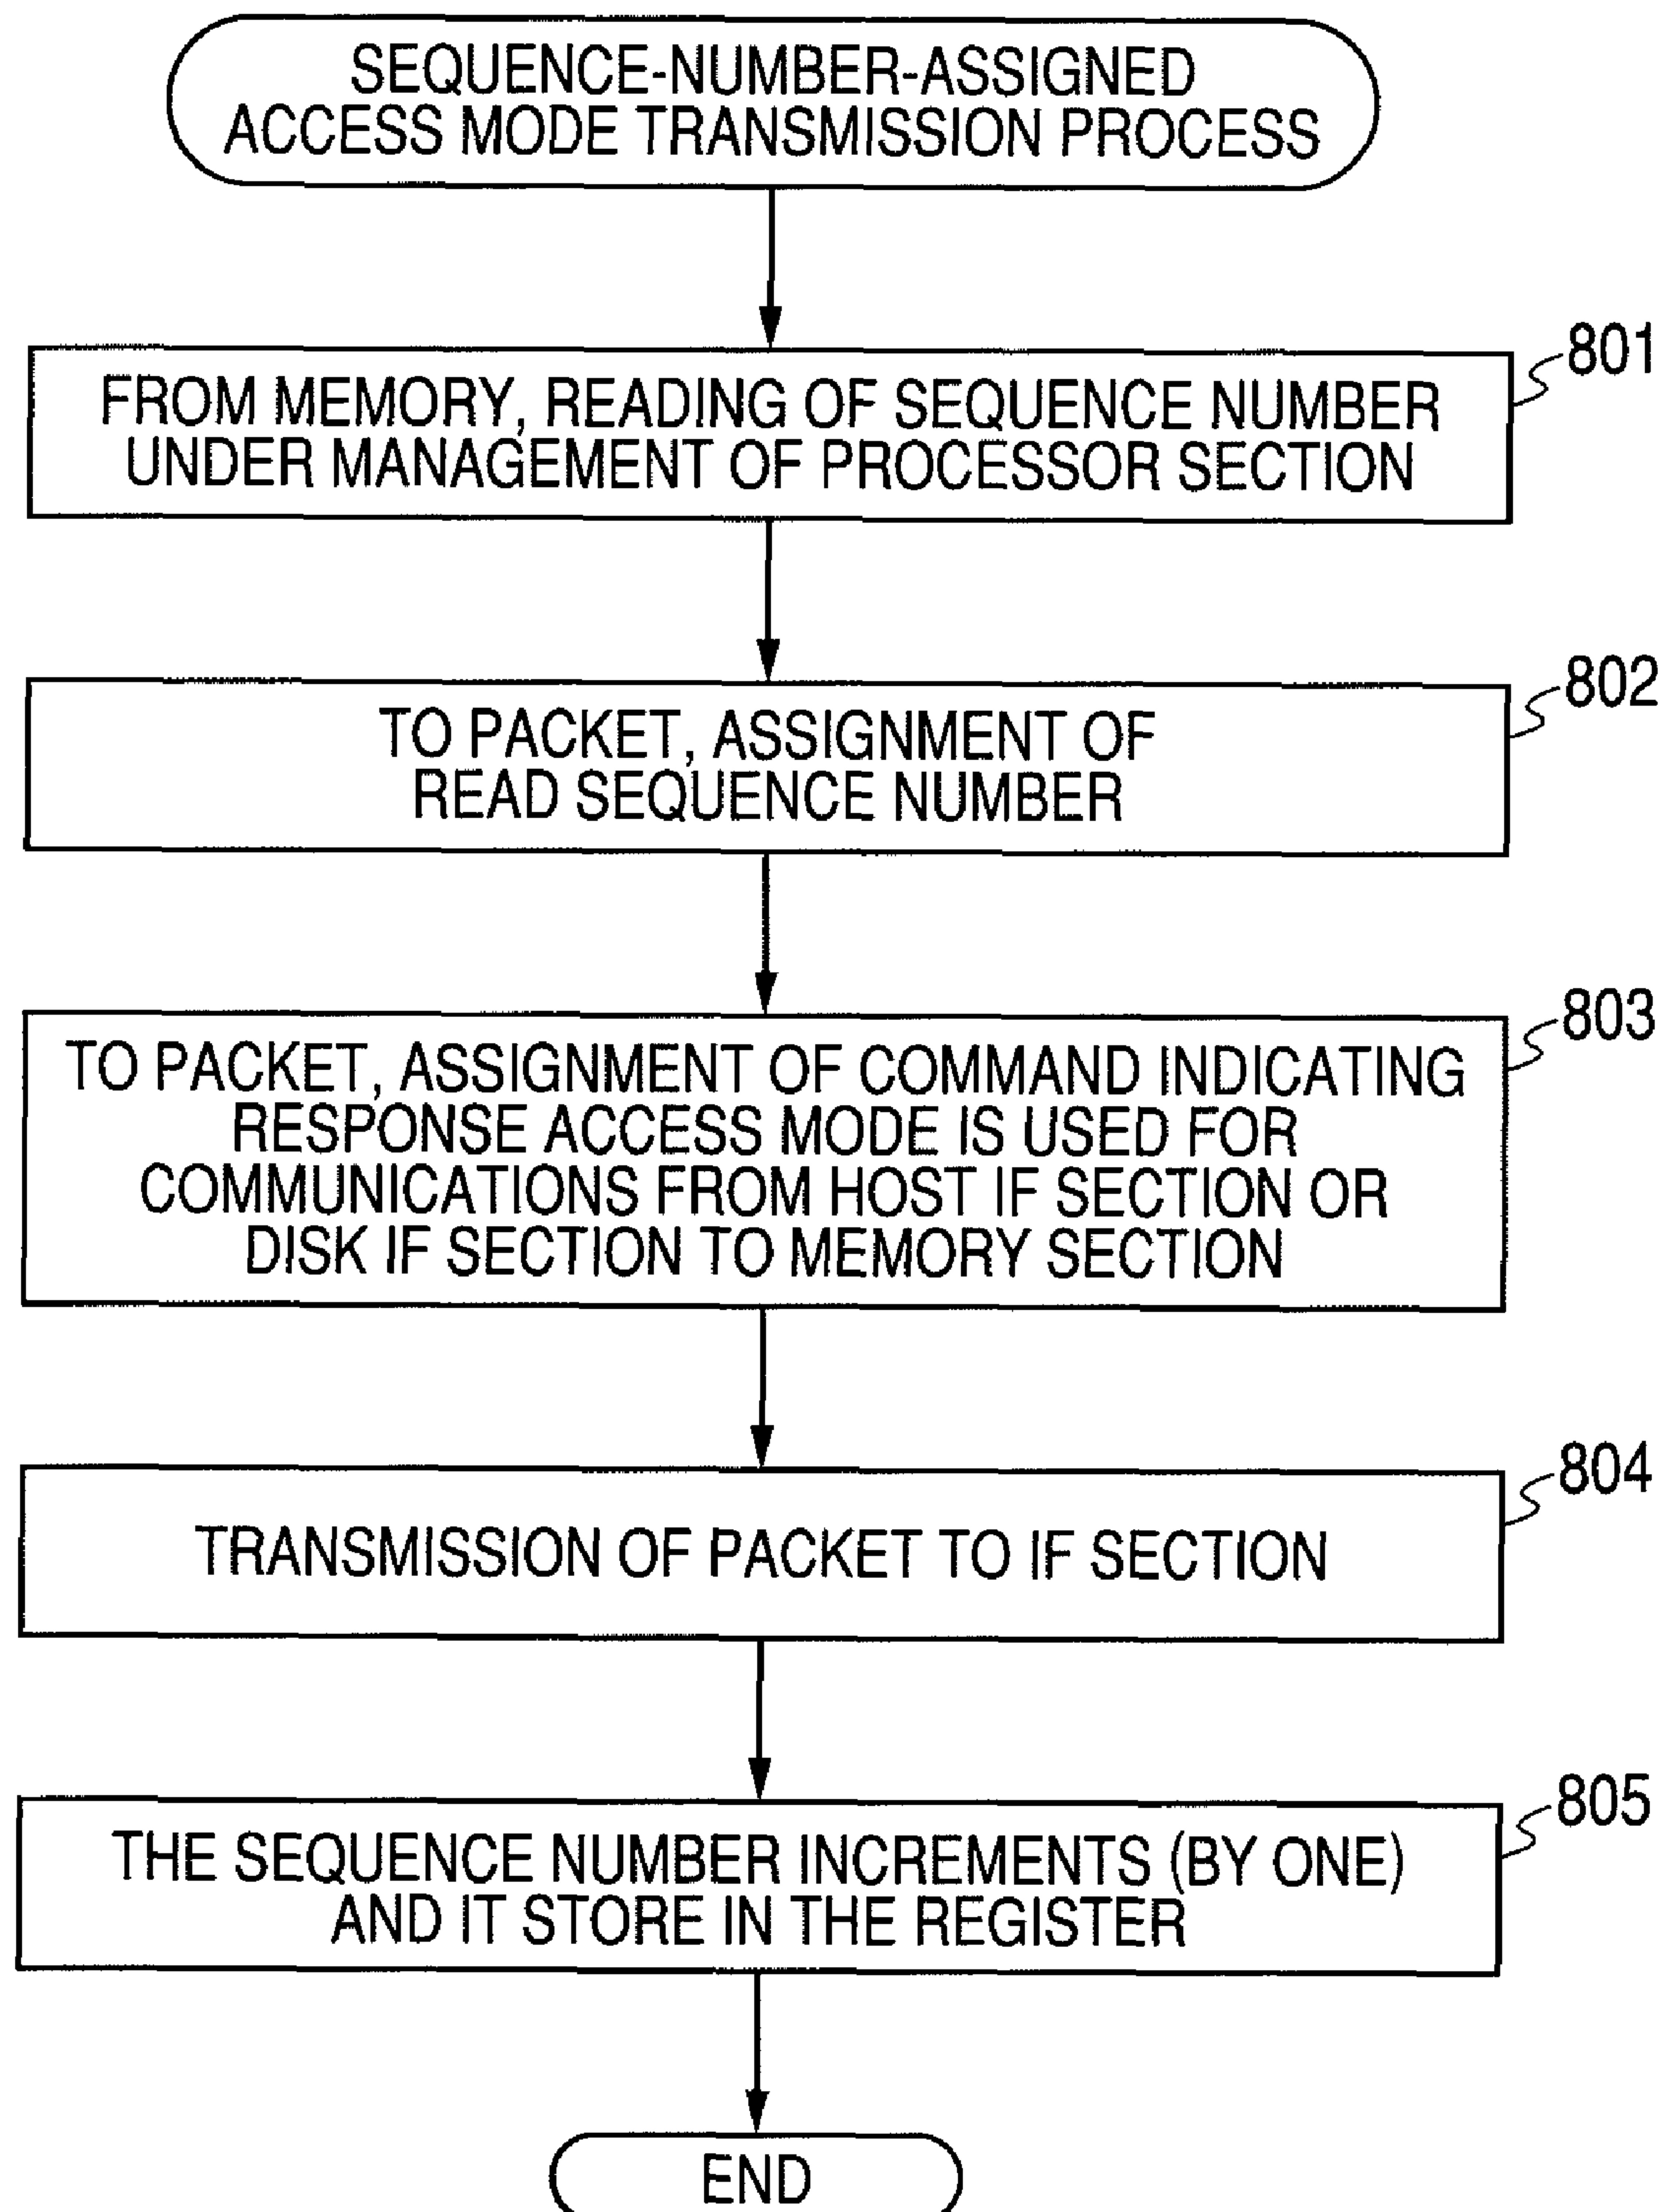 SEQUENCE-NUMBER-ASSIGNED
ACCESS MODE TRANSMISSION PROCESS
801
FROM MEMORY, READING OF SEQUENCE NUMBER
UNDER MANAGEMENT OF PROCESSOR SECTION
802
TO PACKET, ASSIGNMENT OF
READ SEQUENCE NUMBER
803
TO PACKET, ASSIGNMENT OF COMMAND INDICATING
RESPONSE ACCESS MODE IS USED FOR
COMMUNICATIONS FROM HOST IF SECTION OR
DISK IF SECTION TO MEMORY SECTION
804
TRANSMISSION OF PACKET TO IF SECTION
805
THE SEQUENCE NUMBER INCREMENTS (BY ONE)
AND IT STORE IN THE REGISTER
END